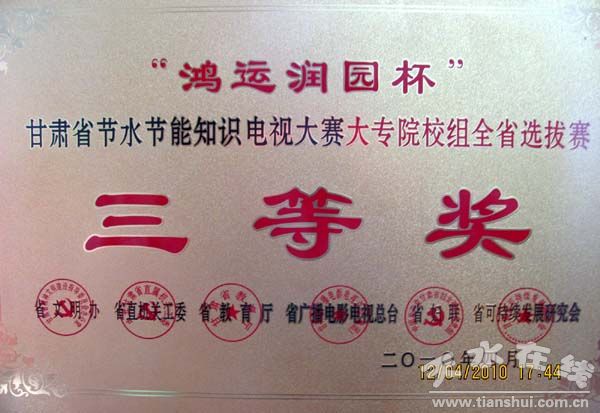 “鸿运润园杯”
甘肃省节水节能知识电视大赛大专院校组全省选拔赛
三等奖
省文明办 省直机关工委 省教育厅 省广播电影电视总台 省妇联 省可持续发展研究会
二〇一〇年 月
天水在线
12/04/2010 17:44
www.tianshui.com.cn